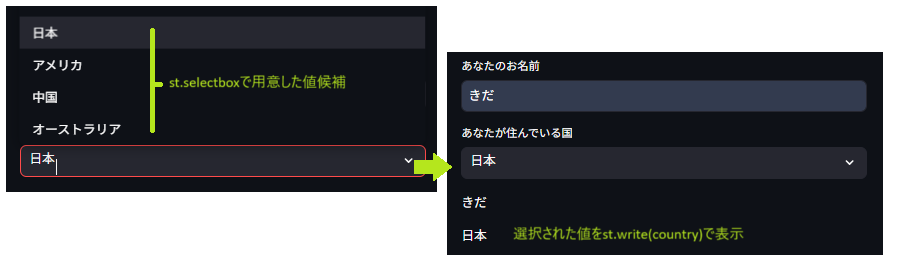 日本
アメリカ
中国
オーストラリア
日本
st.selectboxで用意した値候補
あなたのお名前
きだ
あなたが住んでいる国
日本
きだ
日本
選択された値をst.write(country)で表示